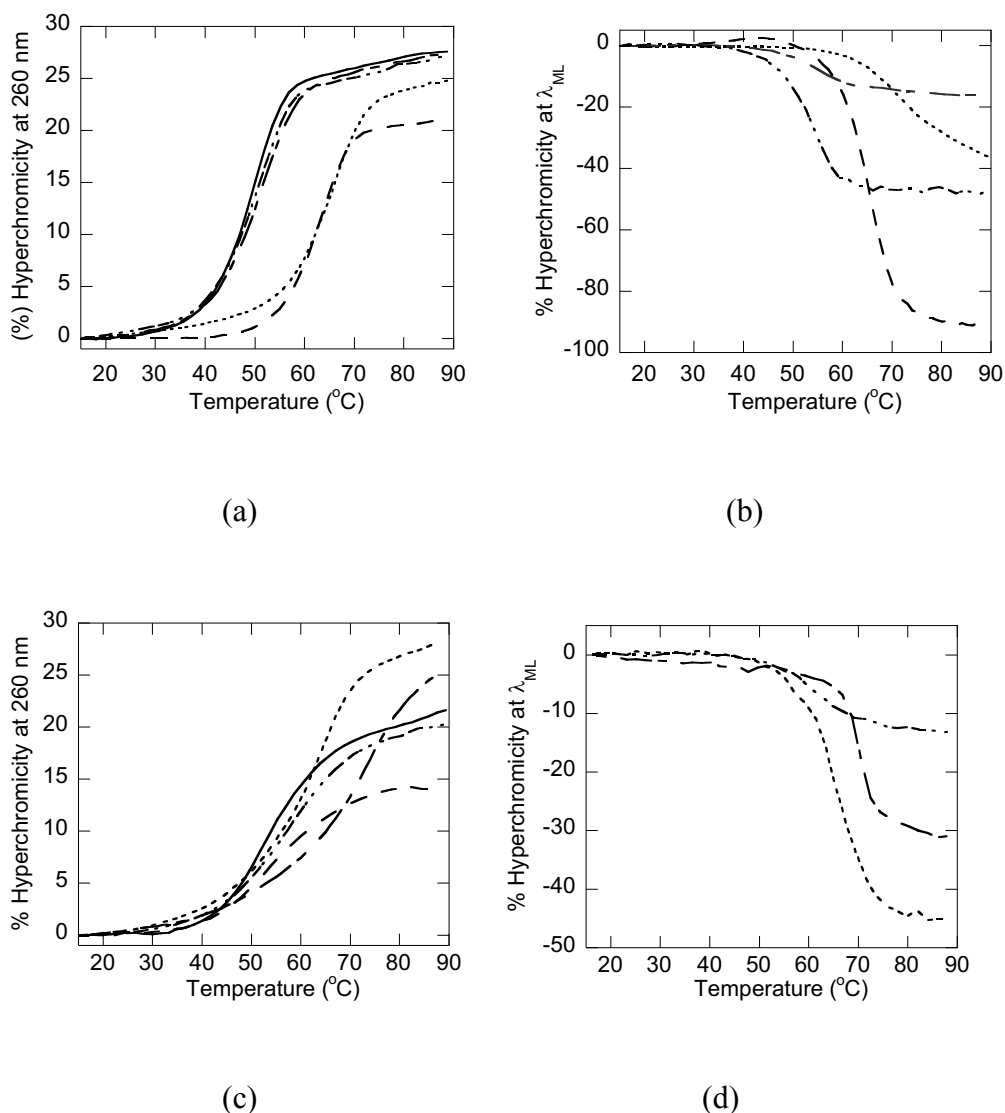 (%) Hyperchromicity at 260 nm
30
25
20
15
10
5
0
20 30 40 50 60 70 80 90
Temperature (°C)
(a)
% Hyperchromicity at λML
0
-20
-40
-60
-80
-100
20 30 40 50 60 70 80 90
Temperature (°C)
(b)
% Hyperchromicity at 260 nm
30
25
20
15
10
5
0
20 30 40 50 60 70 80 90
Temperature (°C)
(c)
% Hyperchromicity at λML
0
-10
-20
-30
-40
-50
20 30 40 50 60 70 80 90
Temperature (°C)
(d)